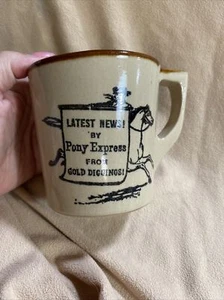 LATEST NEWS!
BY
Pony Express
FROM
GOLD DIGGINGS!